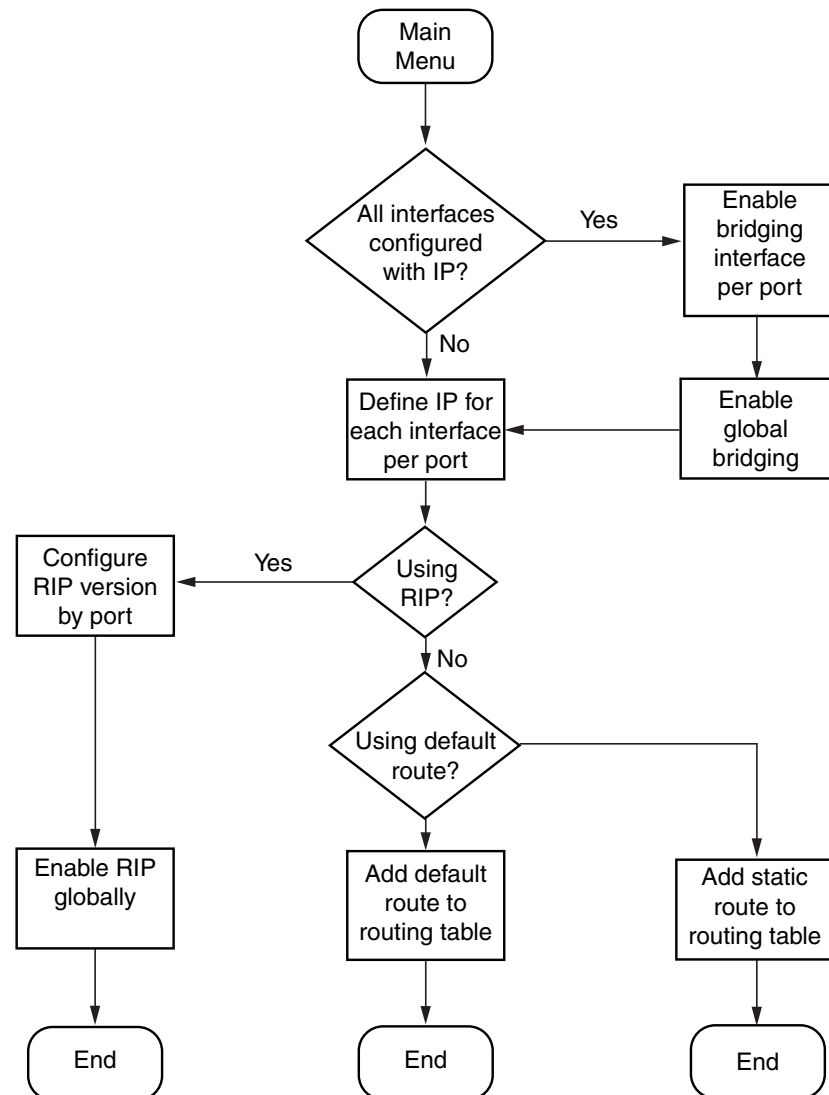 Main
Menu
All interfaces
configured
with IP?
Yes
Enable
bridging
interface
per port
No
Define IP for
each interface
per port
Enable
global
bridging
Configure
RIP version
by port
Yes
Using
RIP?
No
Using default
route?
Enable RIP
globally
Add default
route to
routing table
Add static
route to
routing table
End
End
End